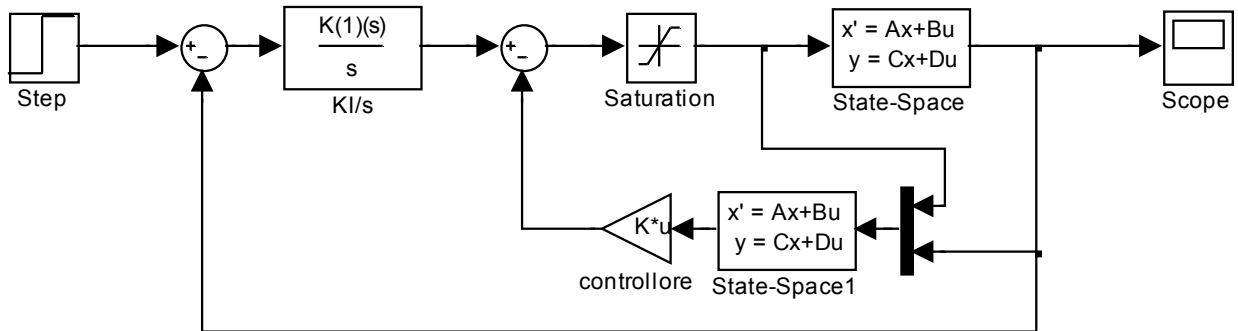 Step
K(1)(s)
s
KI/s
Saturation
x' = Ax+Bu
y = Cx+Du
State-Space
Scope
K*u
controllore
x' = Ax+Bu
y = Cx+Du
State-Space1